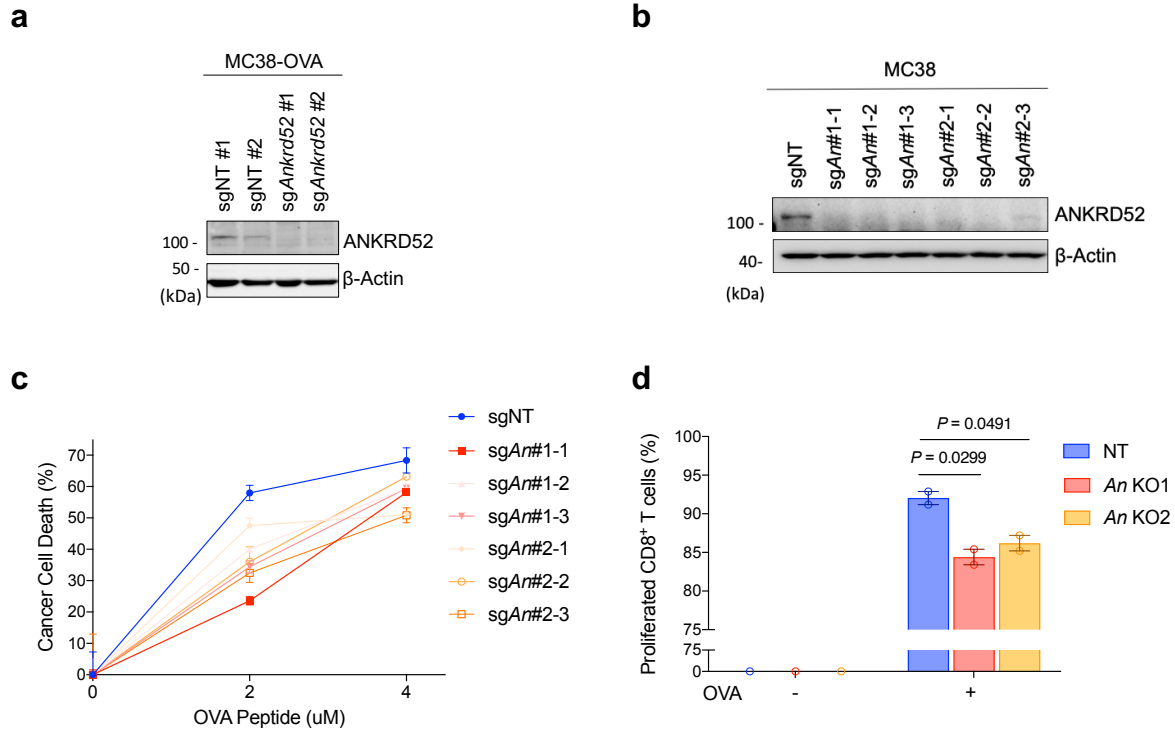 a
MC38-OVA
sgNT #1
sgNT #2
sgAnkrd52 #1
sgAnkrd52 #2
100 -
ANKRD52
50 -
β-Actin
(kDa)
b
MC38
sgNT
sgAn#1-1
sgAn#1-2
sgAn#1-3
sgAn#2-1
sgAn#2-2
sgAn#2-3
100 -
ANKRD52
40-
β-Actin
(kDa)
c
Cancer Cell Death (%)
70
60
50
40
30
20
10
0
0 2 4
OVA Peptide (uM)
sgNT
sgAn#1-1
sgAn#1-2
sgAn#1-3
sgAn#2-1
sgAn#2-2
sgAn#2-3
d
Proliferated CD8⁺ T cells (%)
100
95
90
85
80
75
75
0
P = 0.0491
P = 0.0299
OVA - +
NT
An KO1
An KO2